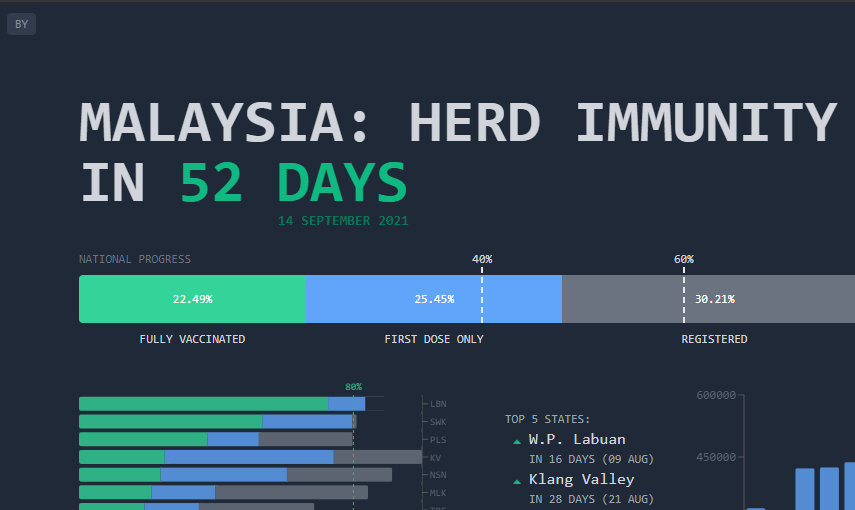 BY
MALAYSIA: HERD IMMUNITY
IN 52 DAYS
14 SEPTEMBER 2021
NATIONAL PROGRESS
40%
60%
22.49%
25.45%
30.21%
FULLY VACCINATED
FIRST DOSE ONLY
REGISTERED
80%
LBN
SWK
PLS
KV
NSN
MLK
TOP 5 STATES:
W.P. Labuan
IN 16 DAYS (09 AUG)
Klang Valley
IN 28 DAYS (21 AUG)
600000
450000